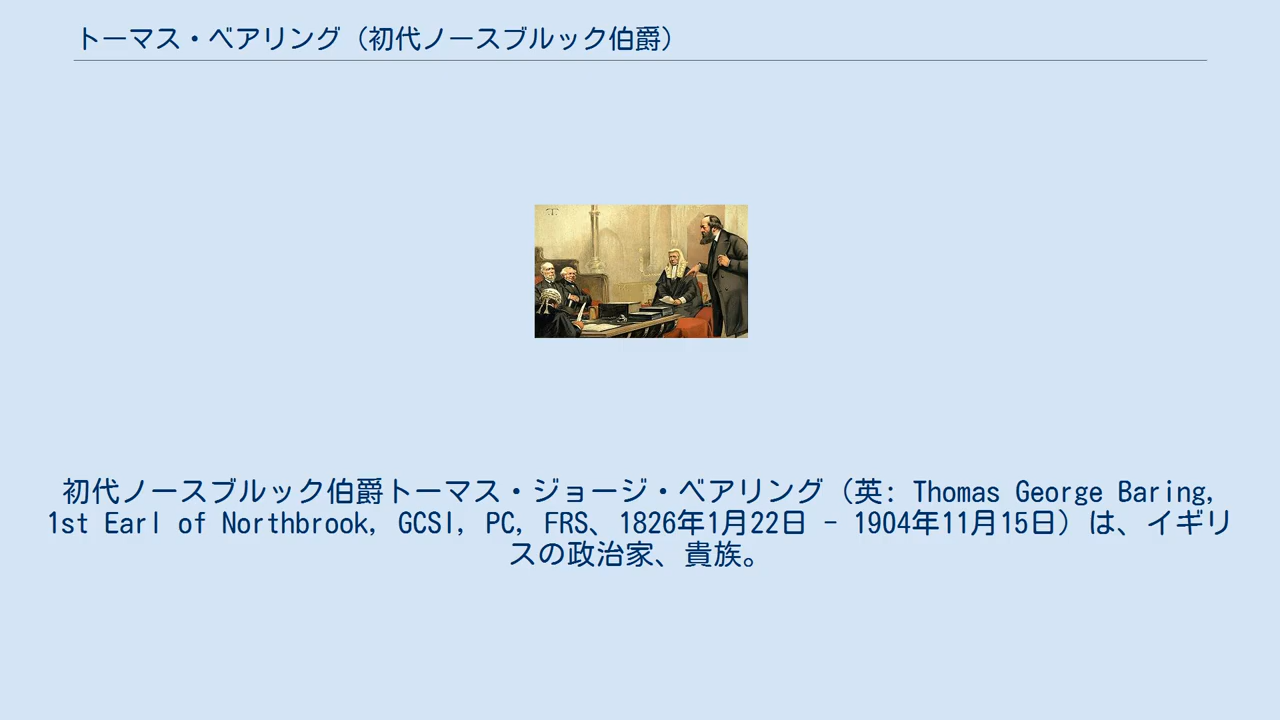 トーマス・ベアリング（初代ノースブルック伯爵）
初代ノースブルック伯爵トーマス・ジョージ・ベアリング（英: Thomas George Baring,
1st Earl of Northbrook, GCSI, PC, FRS、1826年1月22日 - 1904年11月15日）は、イギリ
スの政治家、貴族。